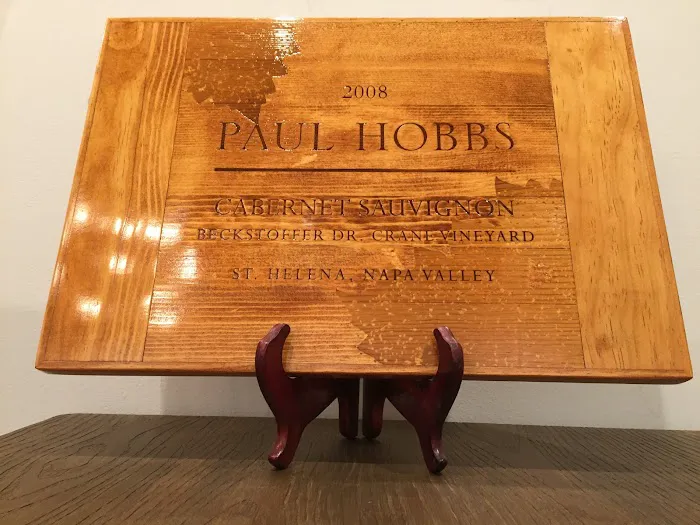 2008
PAUL HOBBS
CABERNET SAUVIGNON
BECKSTOFFER DR. CRANE VINEYARD
ST. HELENA, NAPA VALLEY